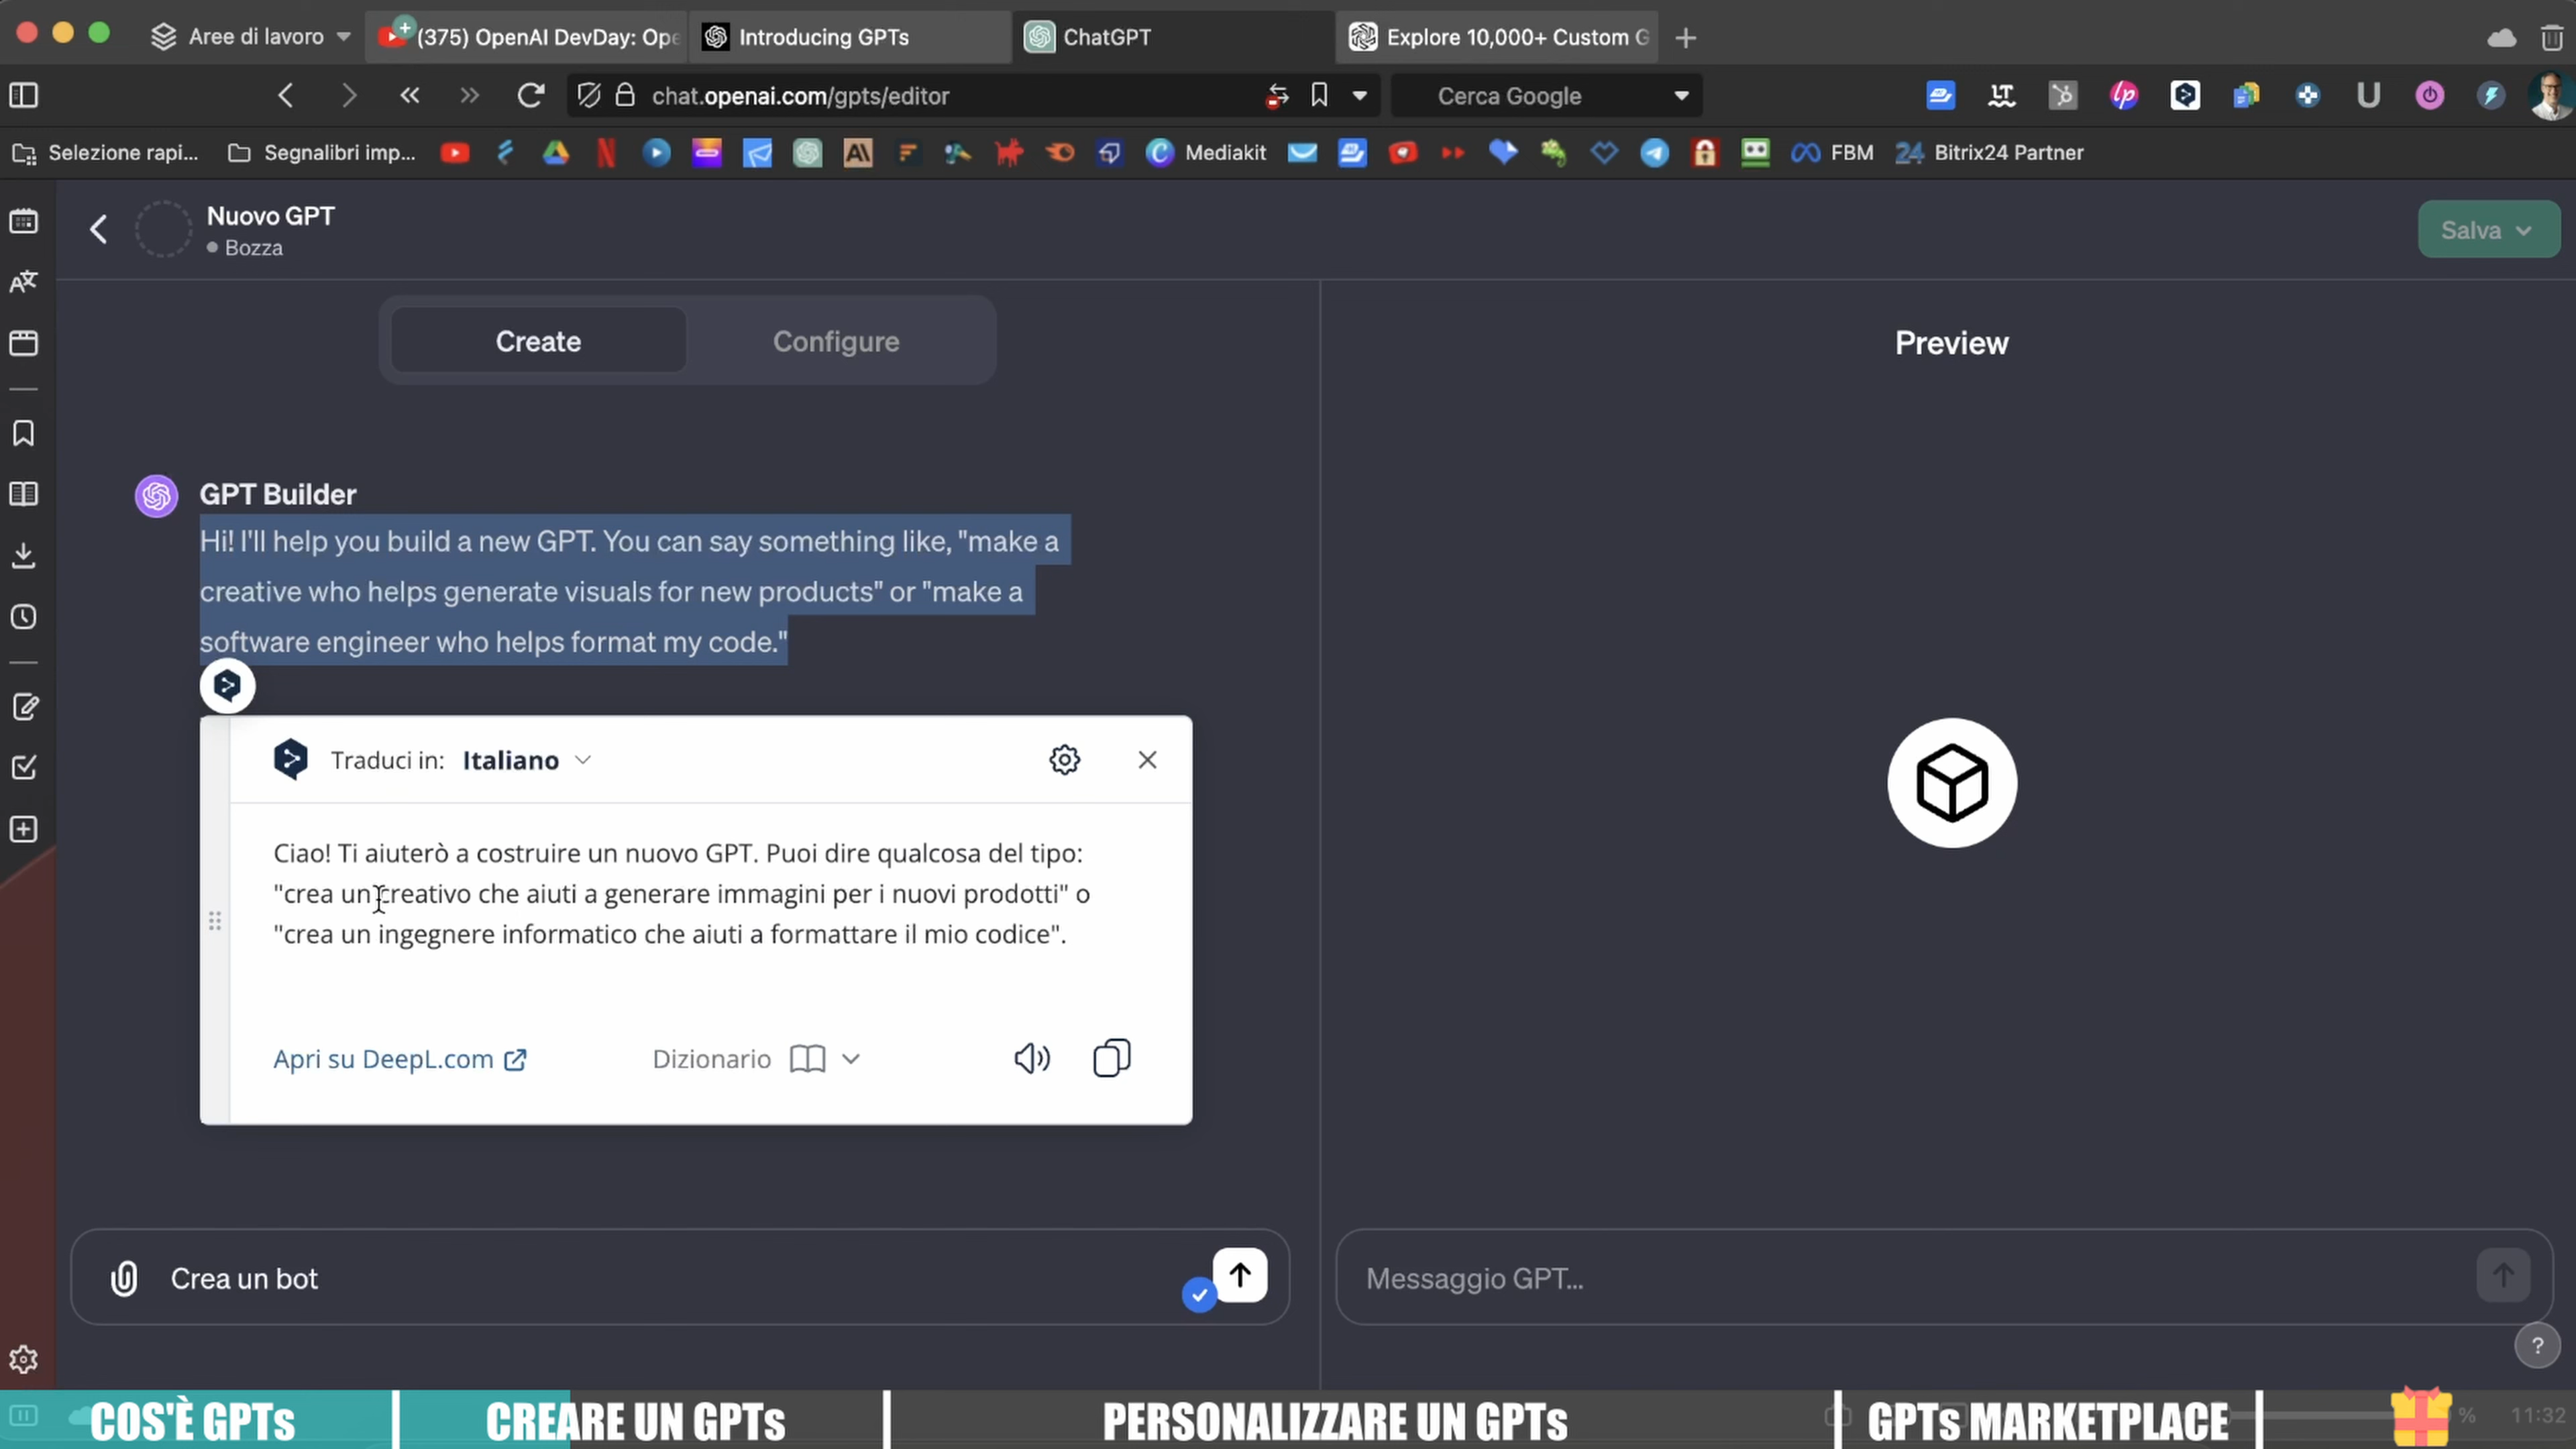 Aree di lavoro
(375) OpenAI DevDay: Ope
Introducing GPTs
ChatGPT
Explore 10,000+ Custom G
chat.openai.com/gpts/editor
Cerca Google
Selezione rapi...
Segnalibri imp...
Mediakit
FBM
24
Bitrix24 Partner
Nuovo GPT
Bozza
Salva
Create
Configure
Preview
GPT Builder
Hi! I'll help you build a new GPT. You can say something like, "make a
creative who helps generate visuals for new products" or "make a
software engineer who helps format my code."
Traduci in: Italiano
Ciao! Ti aiuterò a costruire un nuovo GPT. Puoi dire qualcosa del tipo:
"crea un creativo che aiuti a generare immagini per i nuovi prodotti" o
"crea un ingegnere informatico che aiuti a formattare il mio codice".
Apri su DeepL.com
Dizionario
Crea un bot
Messaggio GPT...
?
COS'È GPTs
CREARE UN GPTs
PERSONALIZZARE UN GPTs
GPTs MARKETPLACE
%
11:32